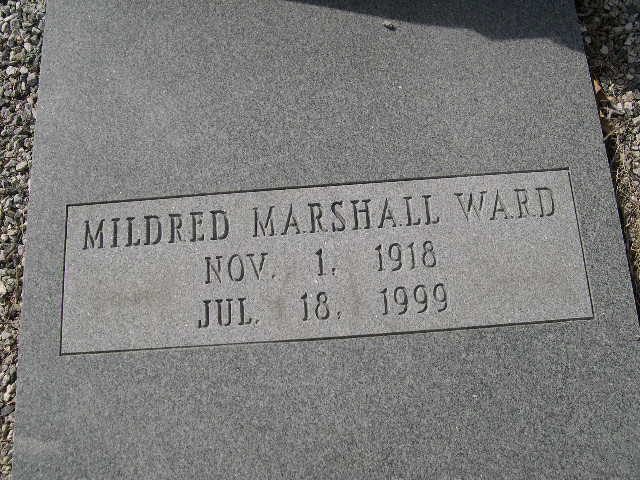 MILDRED MARSHALL WARD
NOV. 1, 1918
JUL. 18, 1999